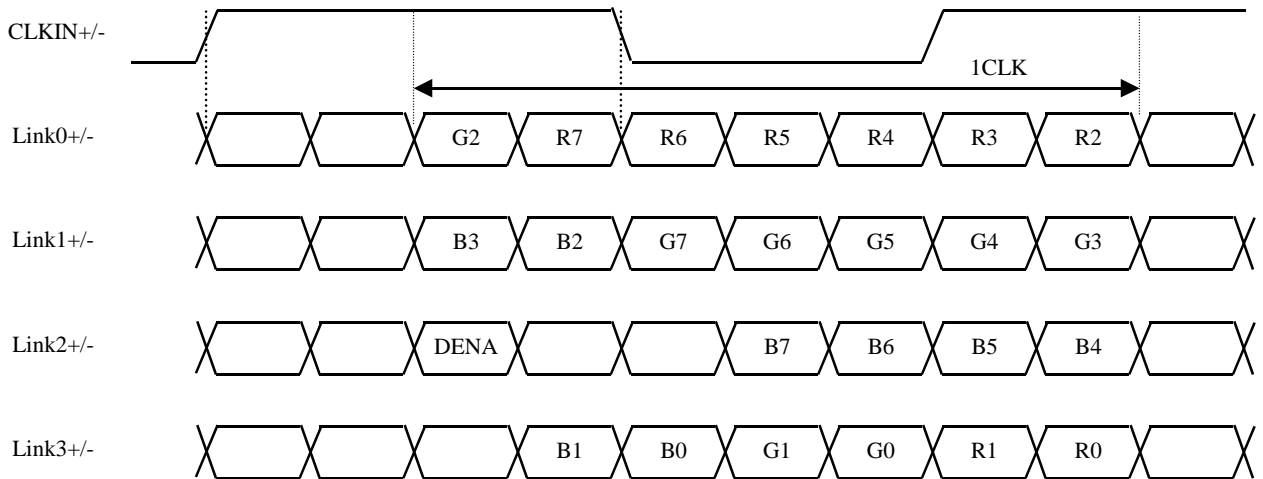 CLKIN+/-
1CLK
Link0+/- G2 R7 R6 R5 R4 R3 R2
Link1+/- B3 B2 G7 G6 G5 G4 G3
Link2+/- DENA B7 B6 B5 B4
Link3+/- B1 B0 G1 G0 R1 R0